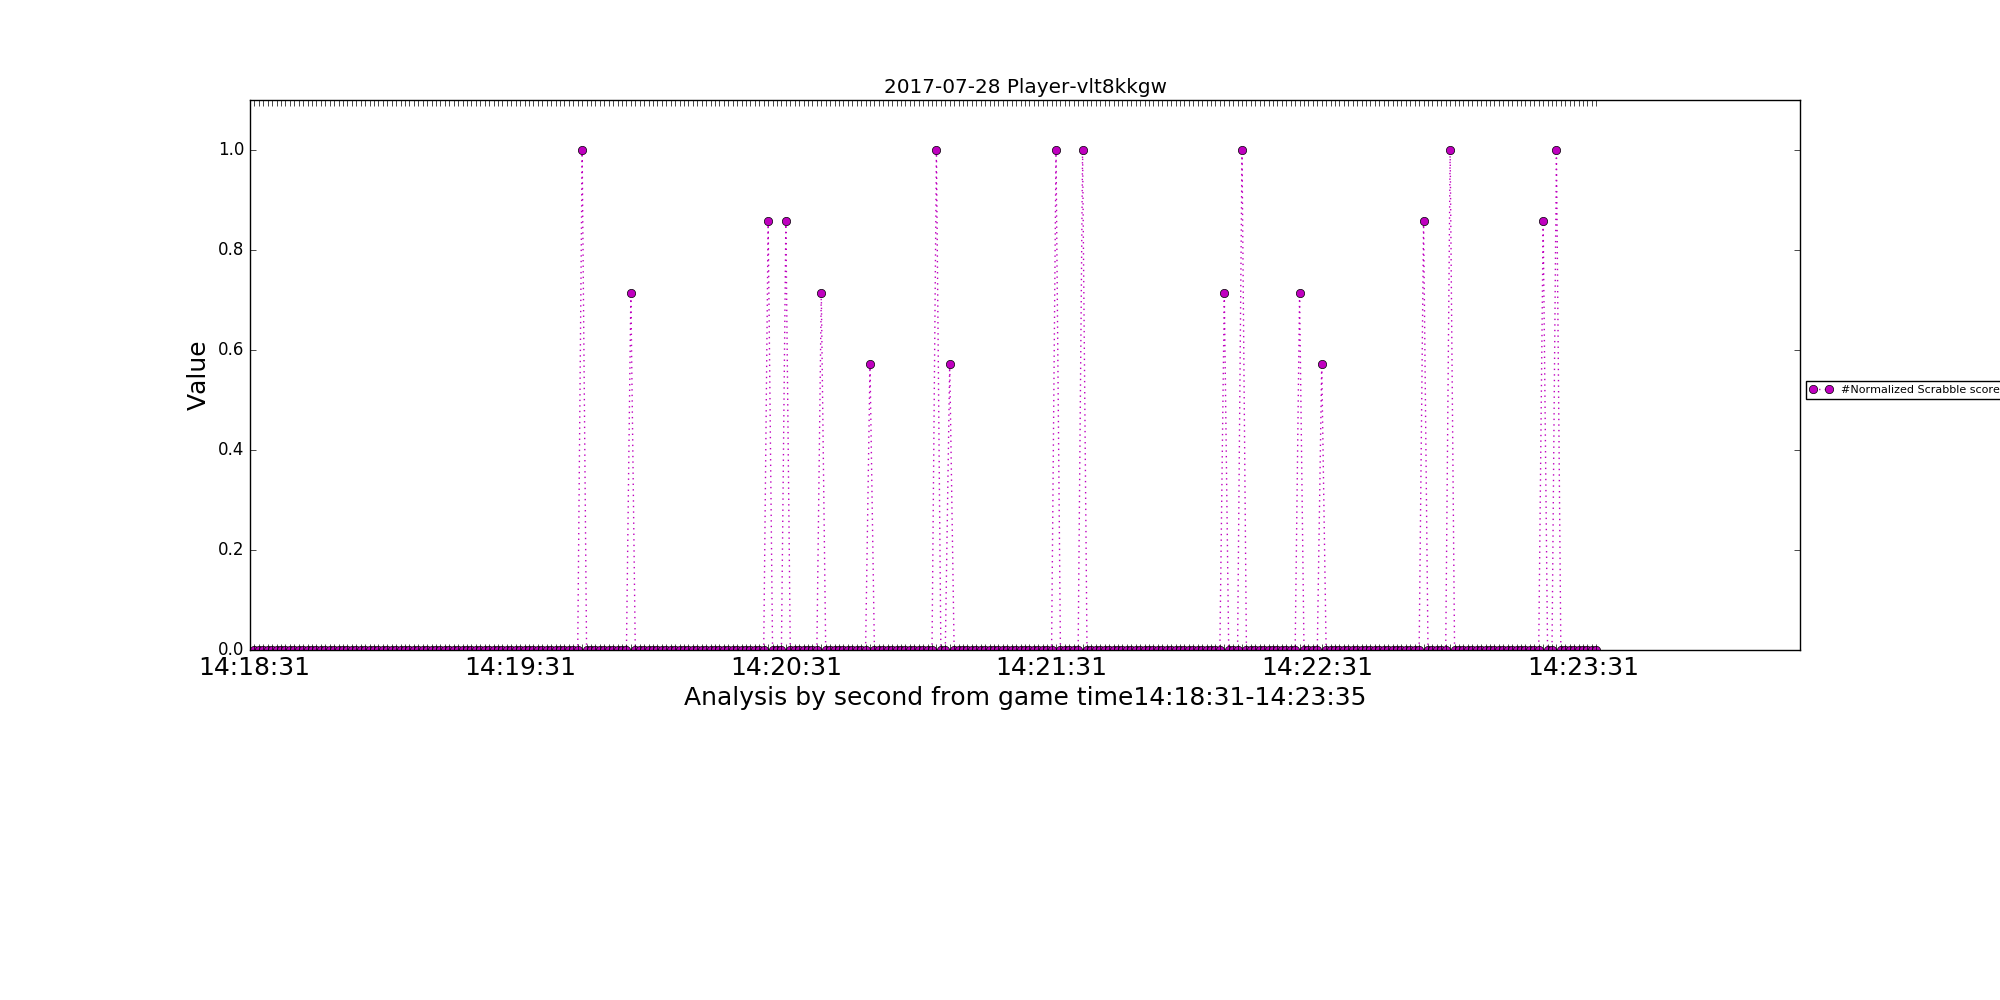 2017-07-28 Player-vlt8kkgw
1.0
0.8
0.6
0.4
0.2
0.0
Value
14:18:31 14:19:31 14:20:31 14:21:31 14:22:31 14:23:31
Analysis by second from game time14:18:31-14:23:35
#Normalized Scrabble score